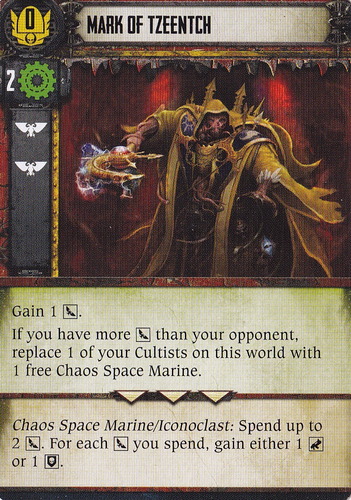 0
MARK OF TZEENTCH
2
Gain 1 .
If you have more than your opponent,
replace 1 of your Cultists on this world with
1 free Chaos Space Marine.
Chaos Space Marine/Iconoclast: Spend up to
2 . For each you spend, gain either 1
or 1 .